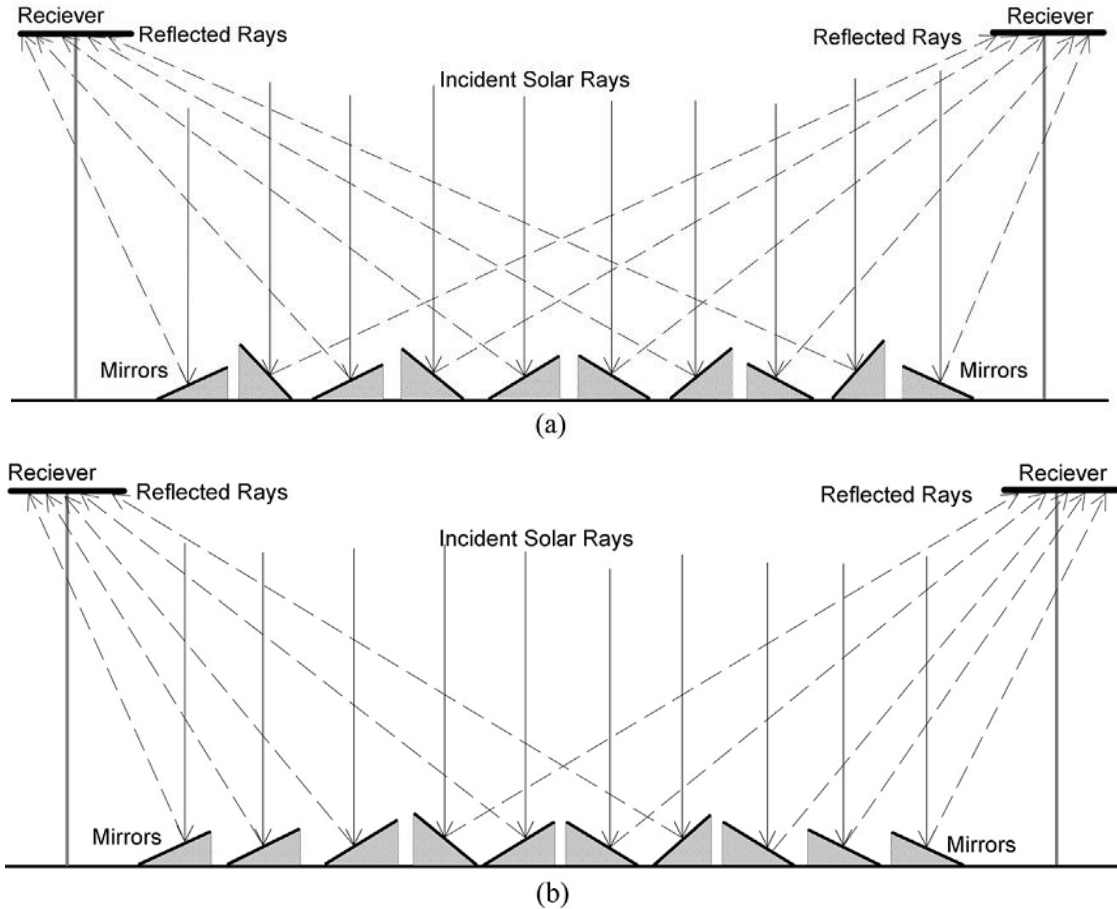 Reciever
Reciever
Reflected Rays
Reflected Rays
Incident Solar Rays
Mirrors
Mirrors
(a)
Reciever
Reciever
Reflected Rays
Reflected Rays
Incident Solar Rays
Mirrors
Mirrors
(b)